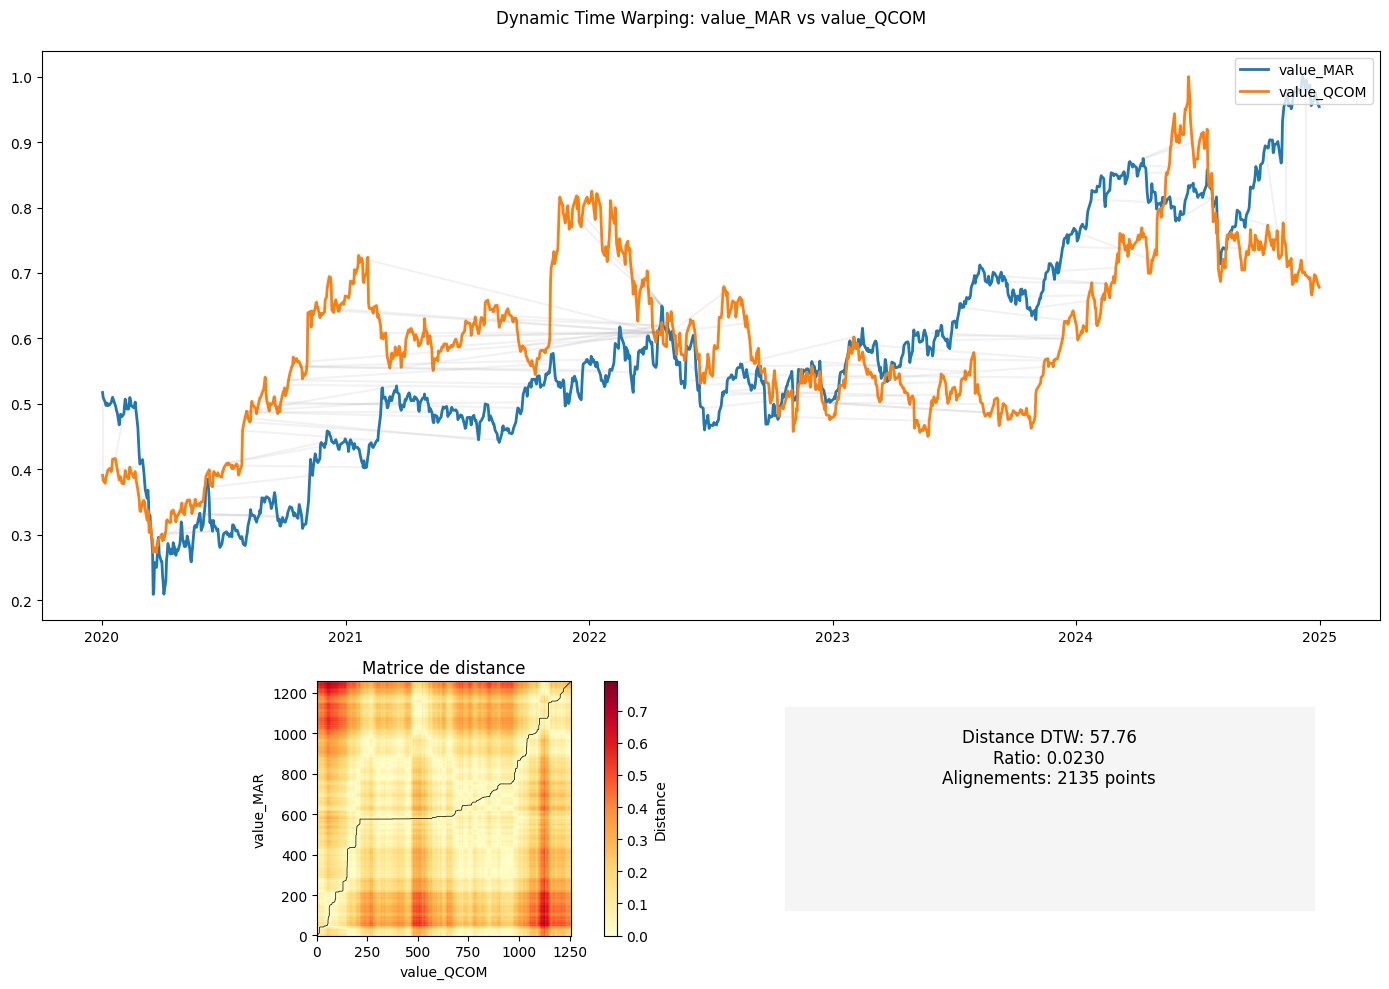 Dynamic Time Warping: value_MAR vs value_QCOM
value_MAR
value_QCOM
1.0
0.9
0.8
0.7
0.6
0.5
0.4
0.3
0.2
2020 2021 2022 2023 2024 2025
Matrice de distance
value_MAR
1200
1000
800
600
400
200
0
0 250 500 750 1000 1250
value_QCOM
0.7
0.6
0.5
0.4
0.3
0.2
0.1
0.0
Distance
Distance DTW: 57.76
Ratio: 0.0230
Alignements: 2135 points